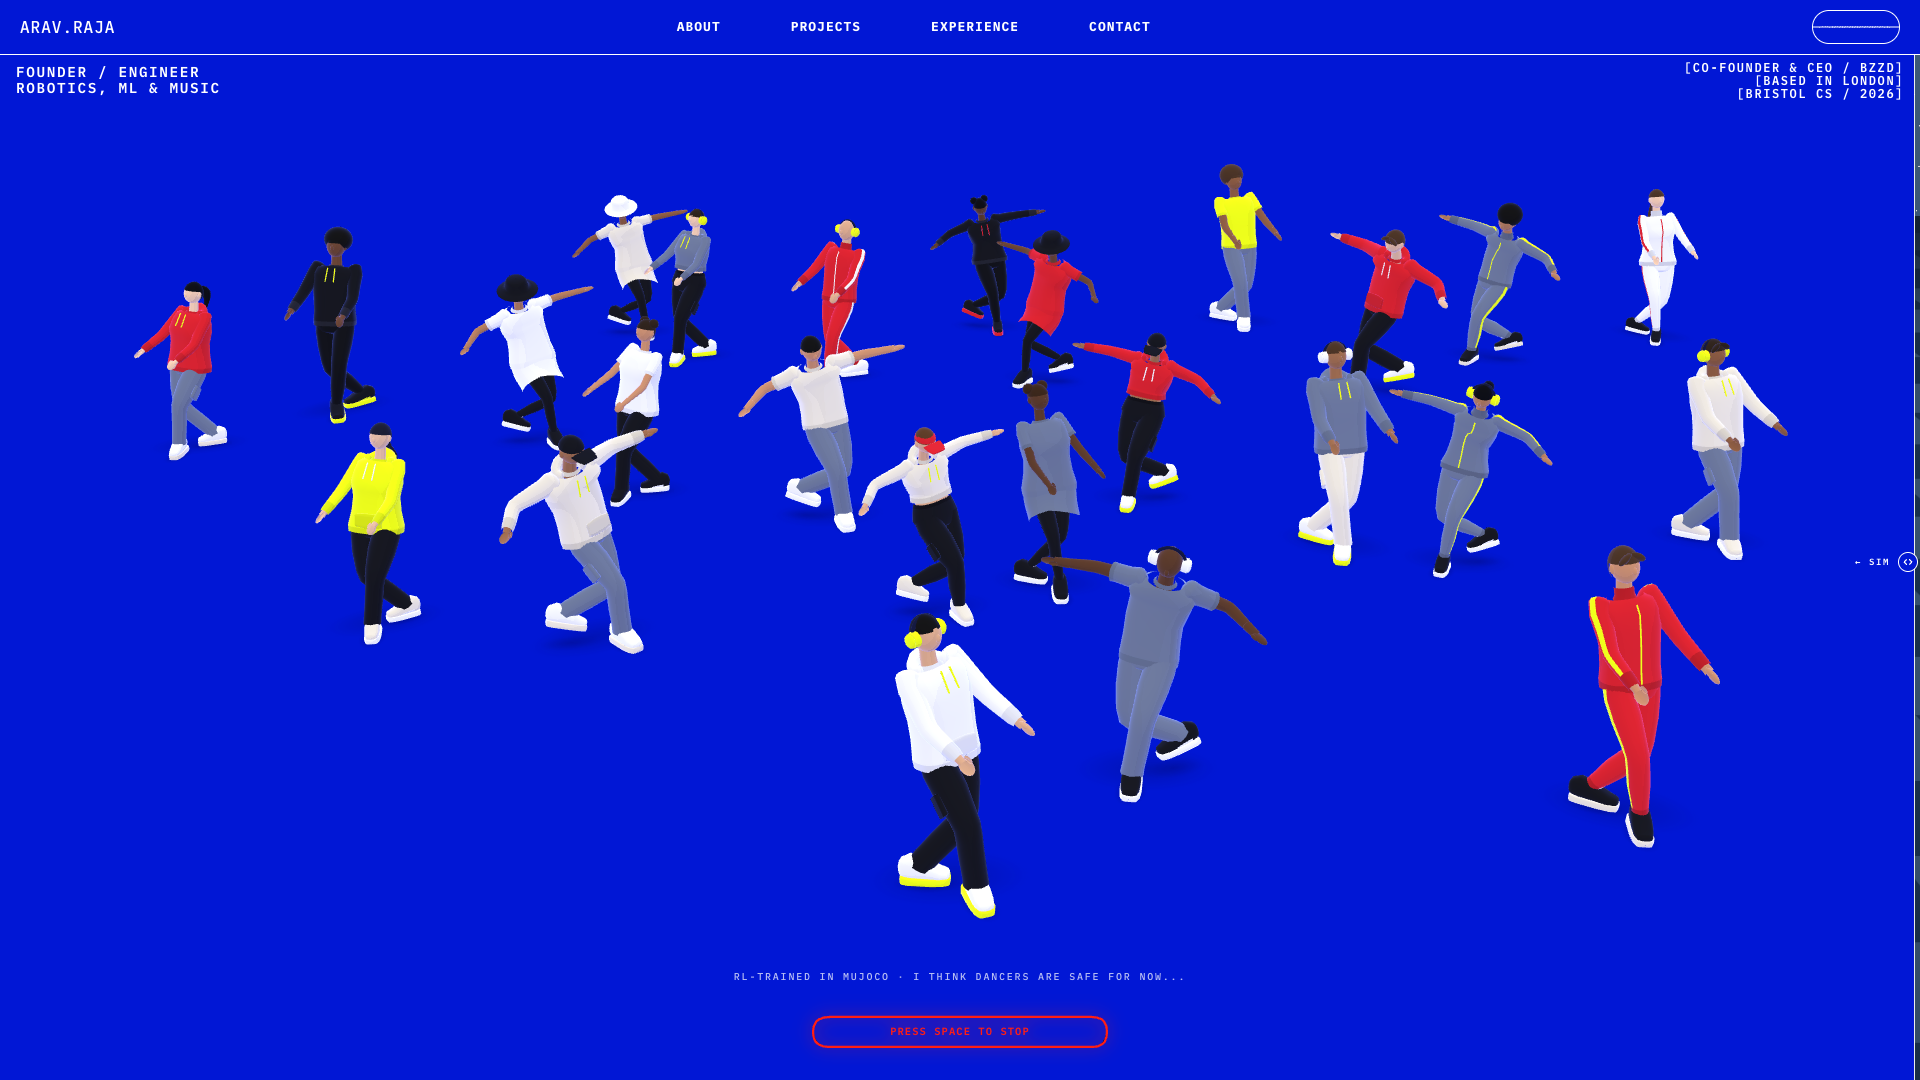 ARAV.RAJA
ABOUT PROJECTS EXPERIENCE CONTACT
FOUNDER / ENGINEER
ROBOTICS, ML & MUSIC
[CO-FOUNDER & CEO / BZZD]
[BASED IN LONDON]
[BRISTOL CS / 2026]
← SIM
RL-TRAINED IN MUJOCO · I THINK DANCERS ARE SAFE FOR NOW...
PRESS SPACE TO STOP